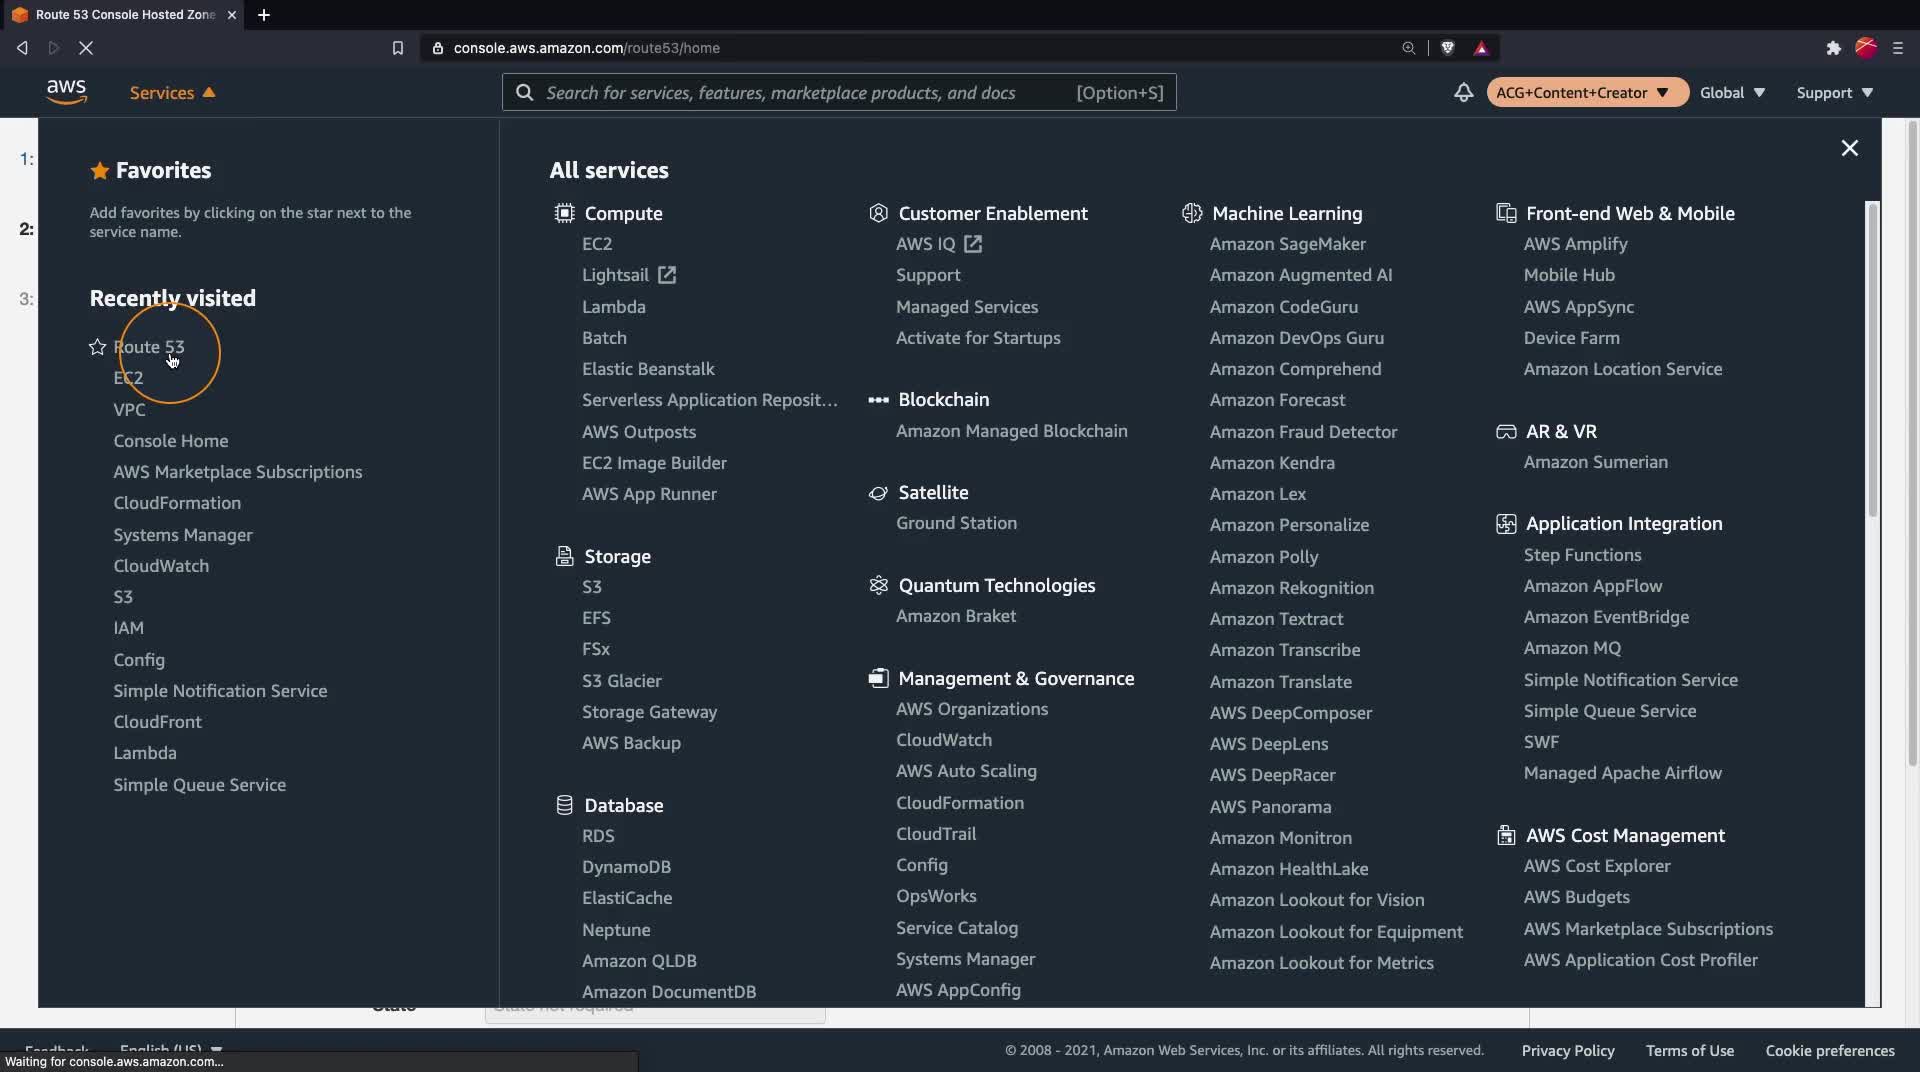 Route 53 Console Hosted Zone
console.aws.amazon.com/route53/home
aws
Services
Search for services, features, marketplace products, and docs
[Option+S]
ACG+Content+Creator
Global
Support
1:
2:
3:
Favorites
Add favorites by clicking on the star next to the
service name.
Recently visited
Route 53
EC2
VPC
Console Home
AWS Marketplace Subscriptions
CloudFormation
Systems Manager
CloudWatch
S3
IAM
Config
Simple Notification Service
CloudFront
Lambda
Simple Queue Service
All services
Compute
EC2
Lightsail
Lambda
Batch
Elastic Beanstalk
Serverless Application Reposit...
AWS Outposts
EC2 Image Builder
AWS App Runner
Storage
S3
EFS
FSx
S3 Glacier
Storage Gateway
AWS Backup
Database
RDS
DynamoDB
ElastiCache
Neptune
Amazon QLDB
Amazon DocumentDB
Customer Enablement
AWS IQ
Support
Managed Services
Activate for Startups
Blockchain
Amazon Managed Blockchain
Satellite
Ground Station
Quantum Technologies
Amazon Braket
Management & Governance
AWS Organizations
CloudWatch
AWS Auto Scaling
CloudFormation
CloudTrail
Config
OpsWorks
Service Catalog
Systems Manager
AWS AppConfig
Machine Learning
Amazon SageMaker
Amazon Augmented AI
Amazon CodeGuru
Amazon DevOps Guru
Amazon Comprehend
Amazon Forecast
Amazon Fraud Detector
Amazon Kendra
Amazon Lex
Amazon Personalize
Amazon Polly
Amazon Rekognition
Amazon Textract
Amazon Transcribe
Amazon Translate
AWS DeepComposer
AWS DeepLens
AWS DeepRacer
AWS Panorama
Amazon Monitron
Amazon HealthLake
Amazon Lookout for Vision
Amazon Lookout for Equipment
Amazon Lookout for Metrics
Front-end Web & Mobile
AWS Amplify
Mobile Hub
AWS AppSync
Device Farm
Amazon Location Service
AR & VR
Amazon Sumerian
Application Integration
Step Functions
Amazon AppFlow
Amazon EventBridge
Amazon MQ
Simple Notification Service
Simple Queue Service
SWF
Managed Apache Airflow
AWS Cost Management
AWS Cost Explorer
AWS Budgets
AWS Marketplace Subscriptions
AWS Application Cost Profiler
State
State not required
Feedback
English (US)
© 2008 - 2021, Amazon Web Services, Inc. or its affiliates. All rights reserved.
Privacy Policy
Terms of Use
Cookie preferences
Waiting for console.aws.amazon.com...